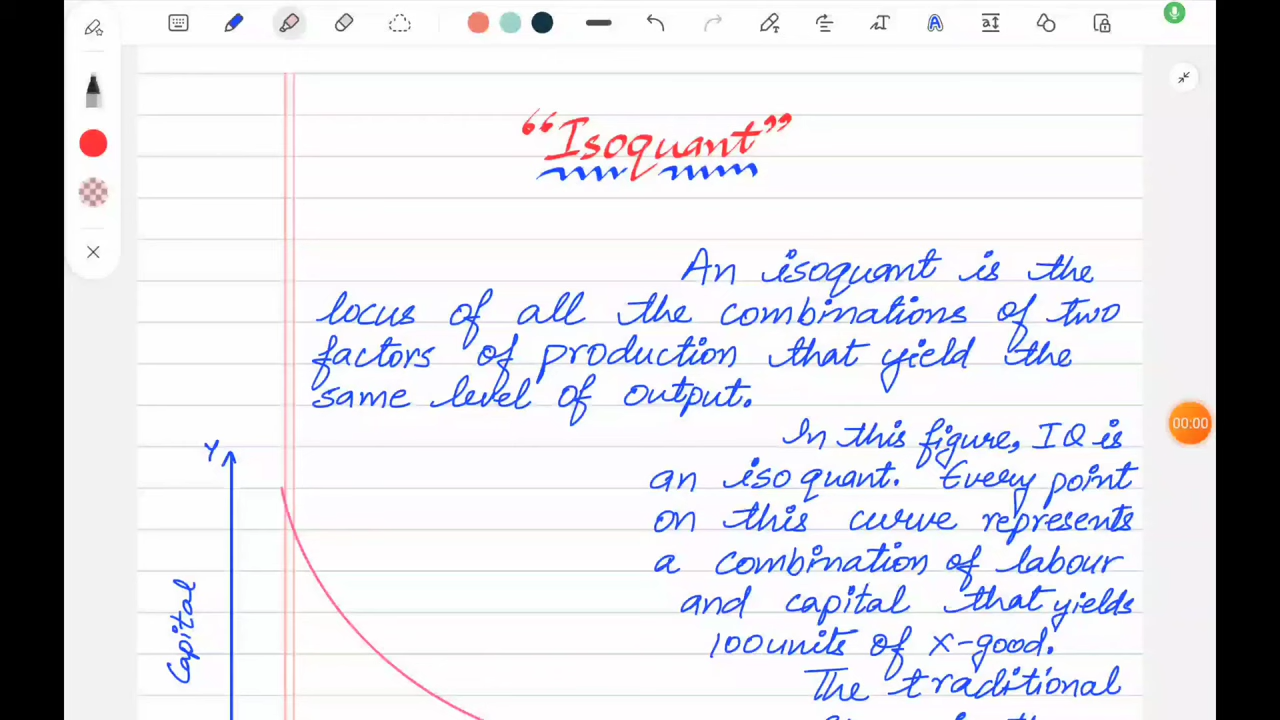 “Isoquant”
An isoquant is the
locus of all the combinations of two
factors of production that yield the
same level of output.
In this figure, IQ is
an isoquant. Every point
on this curve represents
a combination of labour
and capital that yields
100 units of x-good.
The traditional
Y
Capital
00:00